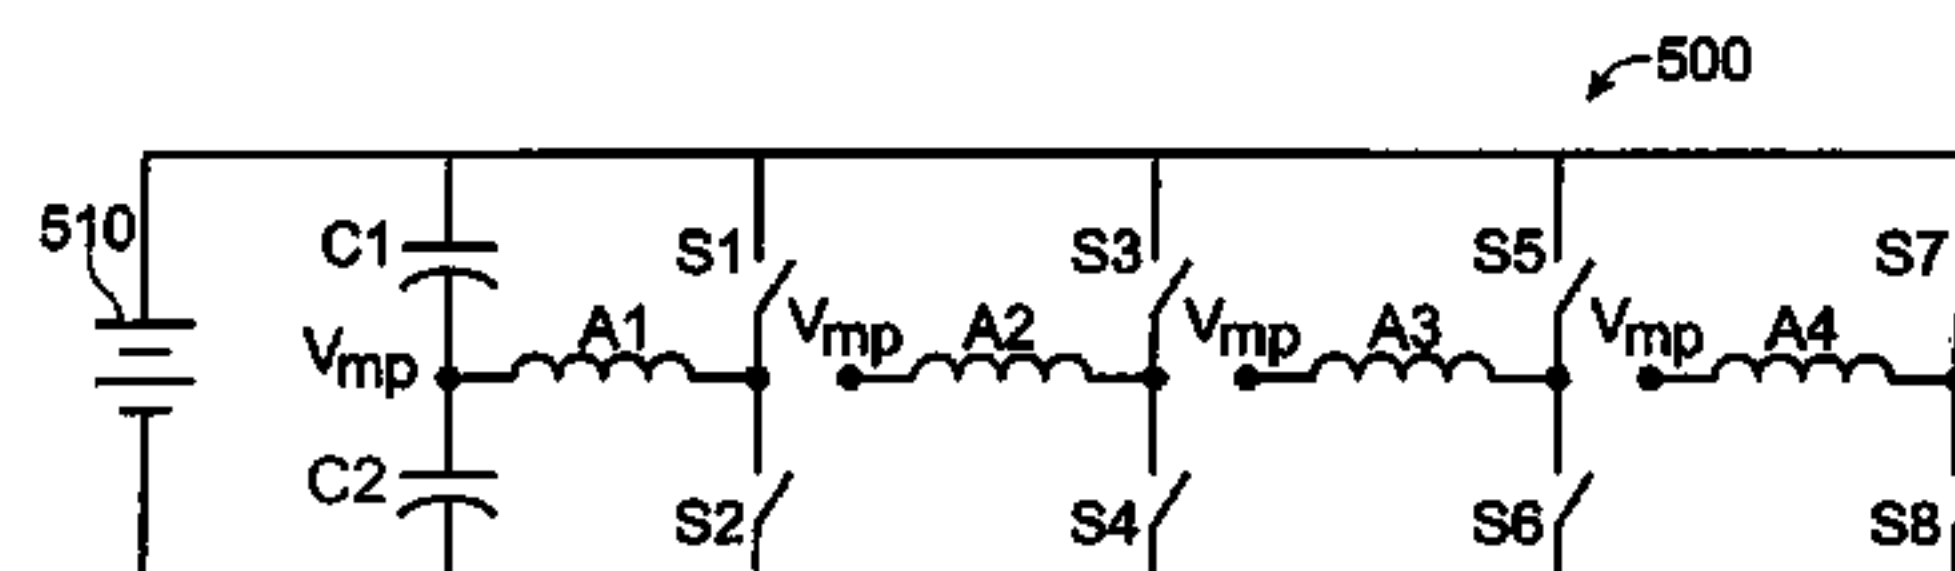 500
510
C1 S1 S3 S5 S7
Vmp A1 Vmp A2 Vmp A3 Vmp A4
C2 S2 S4 S6 S8